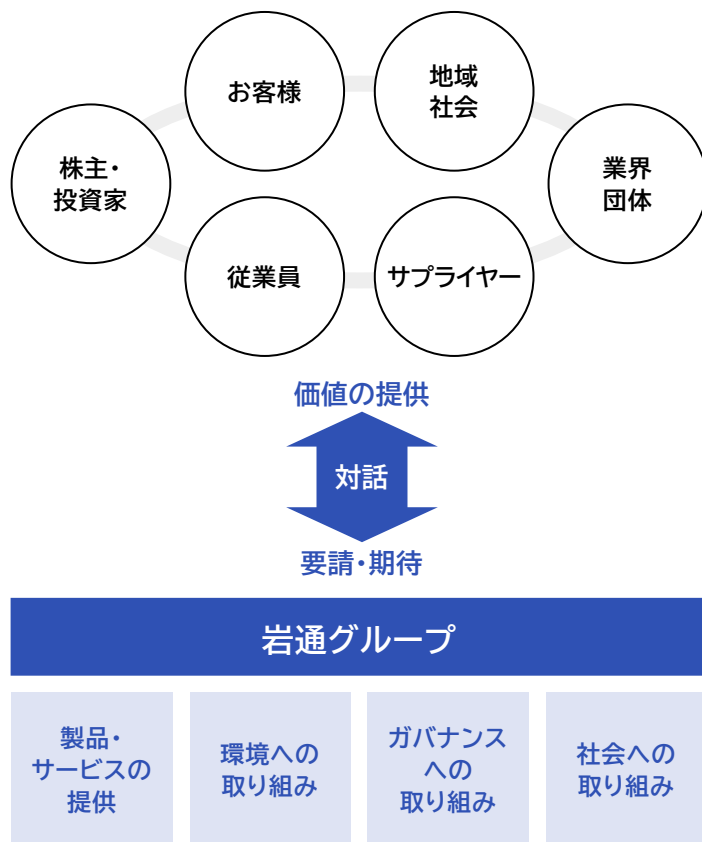 お客様
地域
社会
株主・
投資家
業界
団体
従業員
サプライヤー
価値の提供
対話
要請・期待
岩通グループ
製品・
サービスの
提供
環境への
取り組み
ガバナンス
への
取り組み
社会への
取り組み